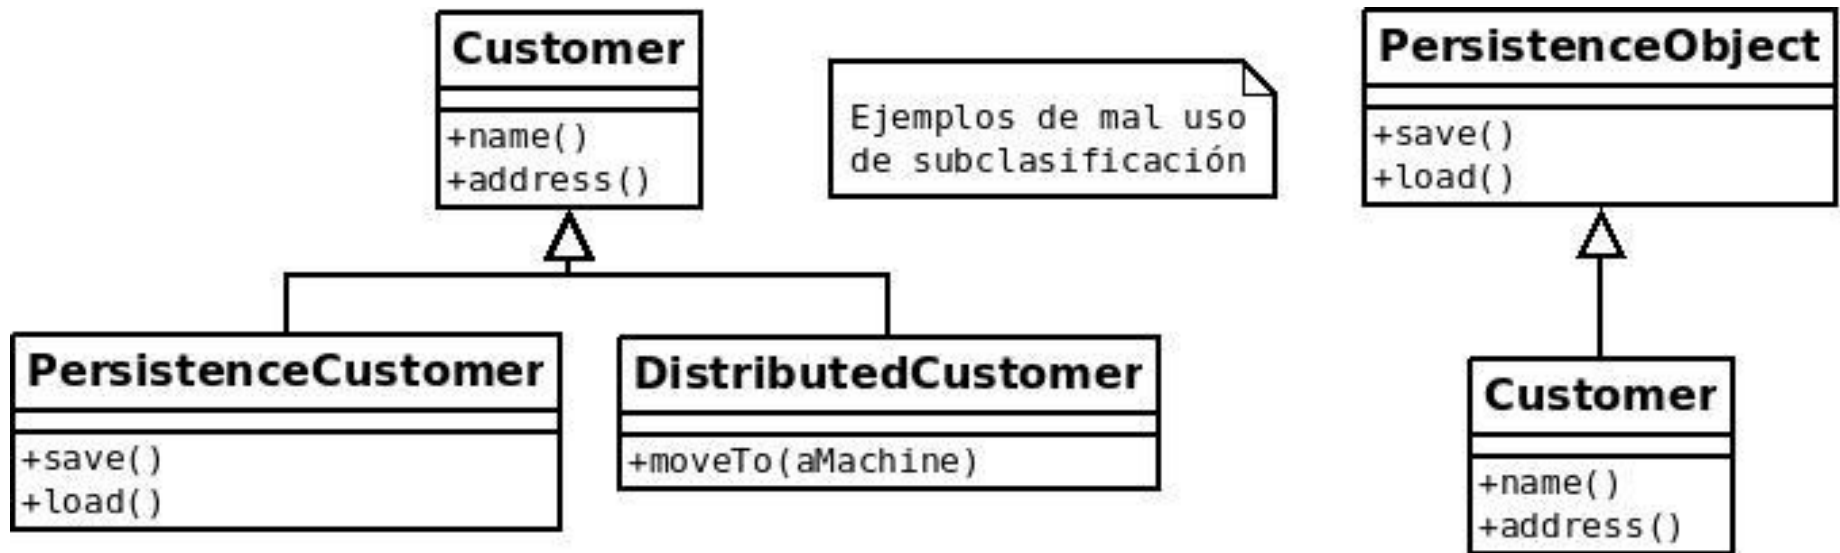 Customer
+name()
+address()
Ejemplos de mal uso
de subclasificación
PersistenceObject
+save()
+load()
PersistenceCustomer
+save()
+load()
DistributedCustomer
+moveTo(aMachine)
Customer
+name()
+address()